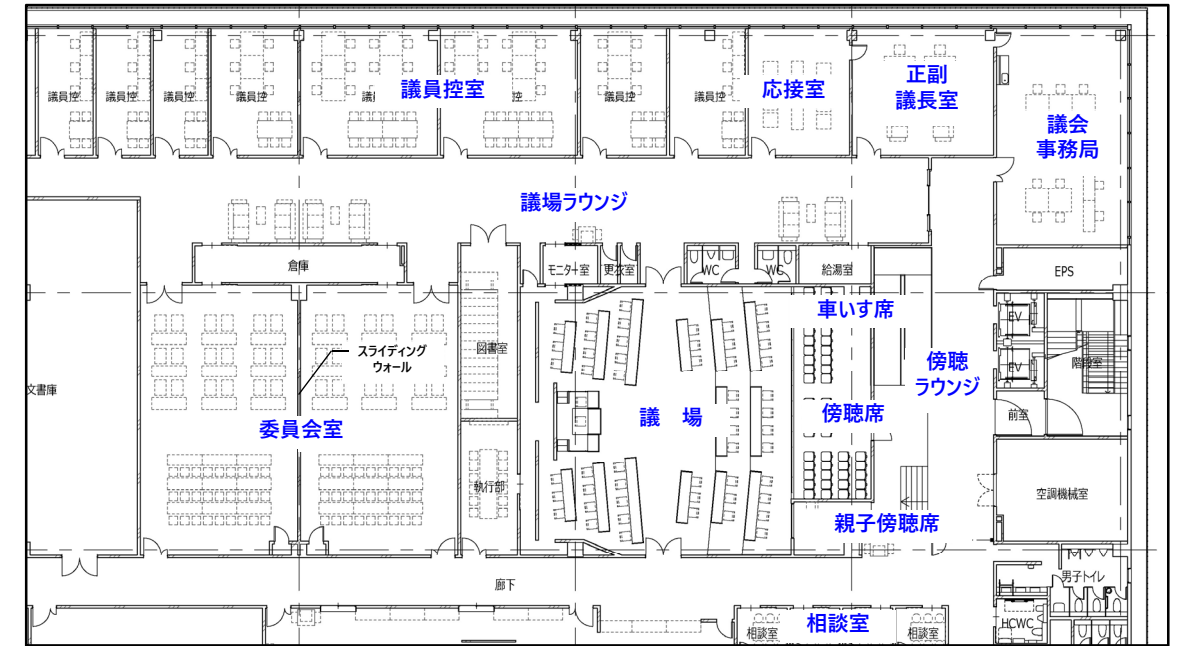 議員控
議員控
議員控
議員控
議員控室
控
議員控
議員控
応接室
正副
議長室
議会
事務局
議場ラウンジ
倉庫
モニター室
更衣室
WC
WC
給湯室
EPS
車いす席
EV
EV
階段室
スライディング
ウォール
図書室
傍聴
ラウンジ
文書庫
委員会室
議 場
傍聴席
前室
執行部
空調機械室
親子傍聴席
廊下
男子トイレ
HCWC
相談室
相談室
相談室